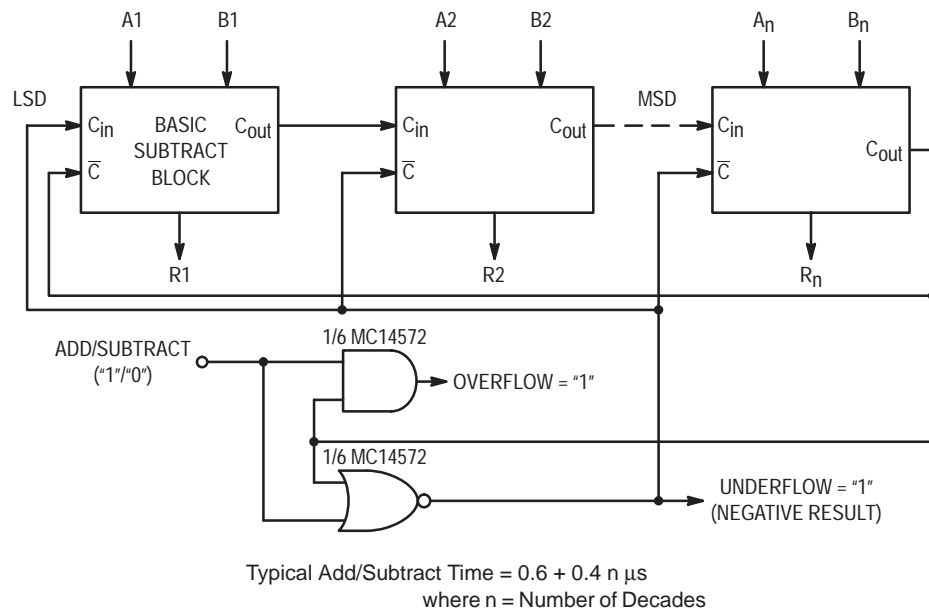 A1 B1 A2 B2 An Bn
LSD MSD
Cin BASIC SUBTRACT BLOCK Cout
C̅
Cin Cout
C̅
Cin Cout
C̅
R1 R2 Rn
ADD/SUBTRACT
("1"/"0")
1/6 MC14572
OVERFLOW = "1"
1/6 MC14572
UNDERFLOW = "1"
(NEGATIVE RESULT)
Typical Add/Subtract Time = 0.6 + 0.4 n μs
where n = Number of Decades